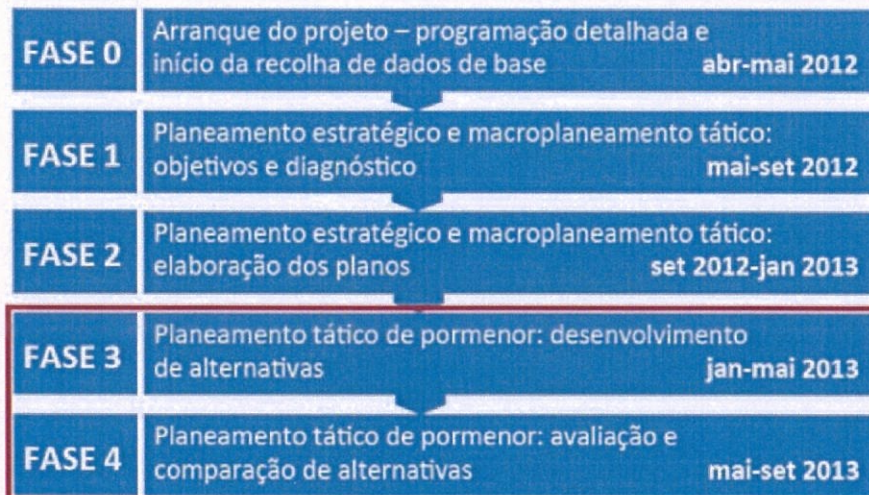 FASE 0
Arranque do projeto – programação detalhada e
início da recolha de dados de base abr-mai 2012
FASE 1
Planeamento estratégico e macroplaneamento tático:
objetivos e diagnóstico mai-set 2012
FASE 2
Planeamento estratégico e macroplaneamento tático:
elaboração dos planos set 2012-jan 2013
FASE 3
Planeamento tático de pormenor: desenvolvimento
de alternativas jan-mai 2013
FASE 4
Planeamento tático de pormenor: avaliação e
comparação de alternativas mai-set 2013